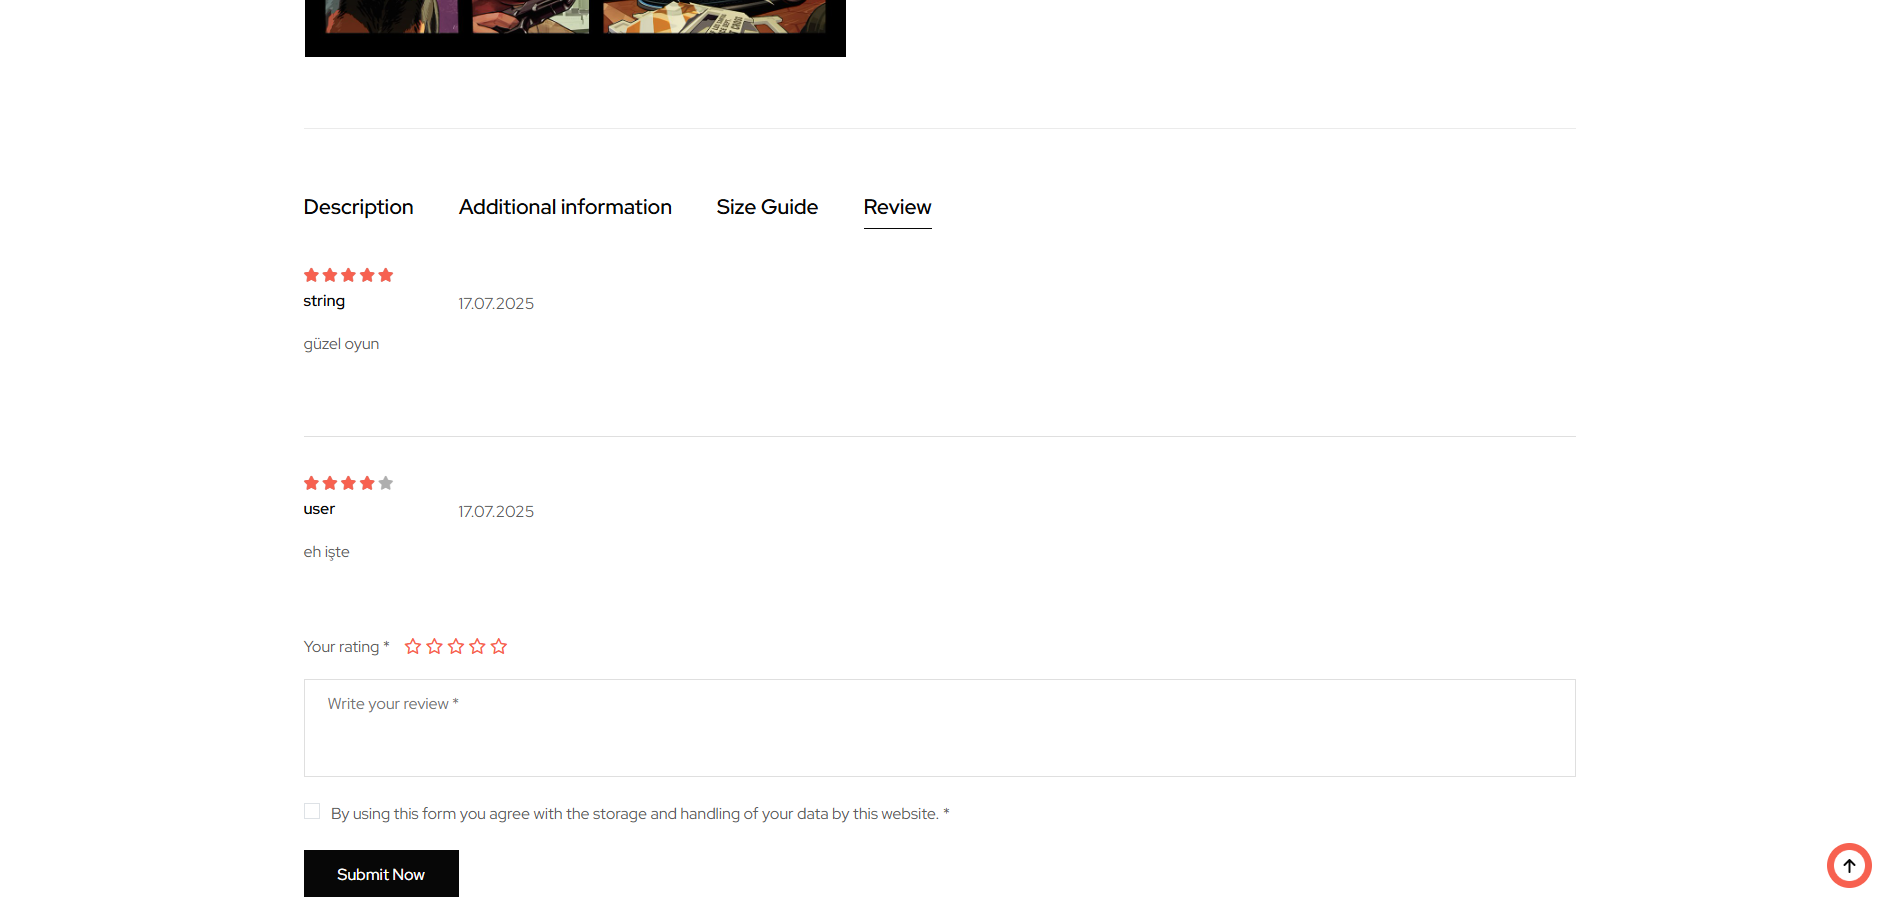 Description Additional information Size Guide Review
string 17.07.2025
güzel oyun
user 17.07.2025
eh işte
Your rating *
Write your review *
By using this form you agree with the storage and handling of your data by this website. *
Submit Now